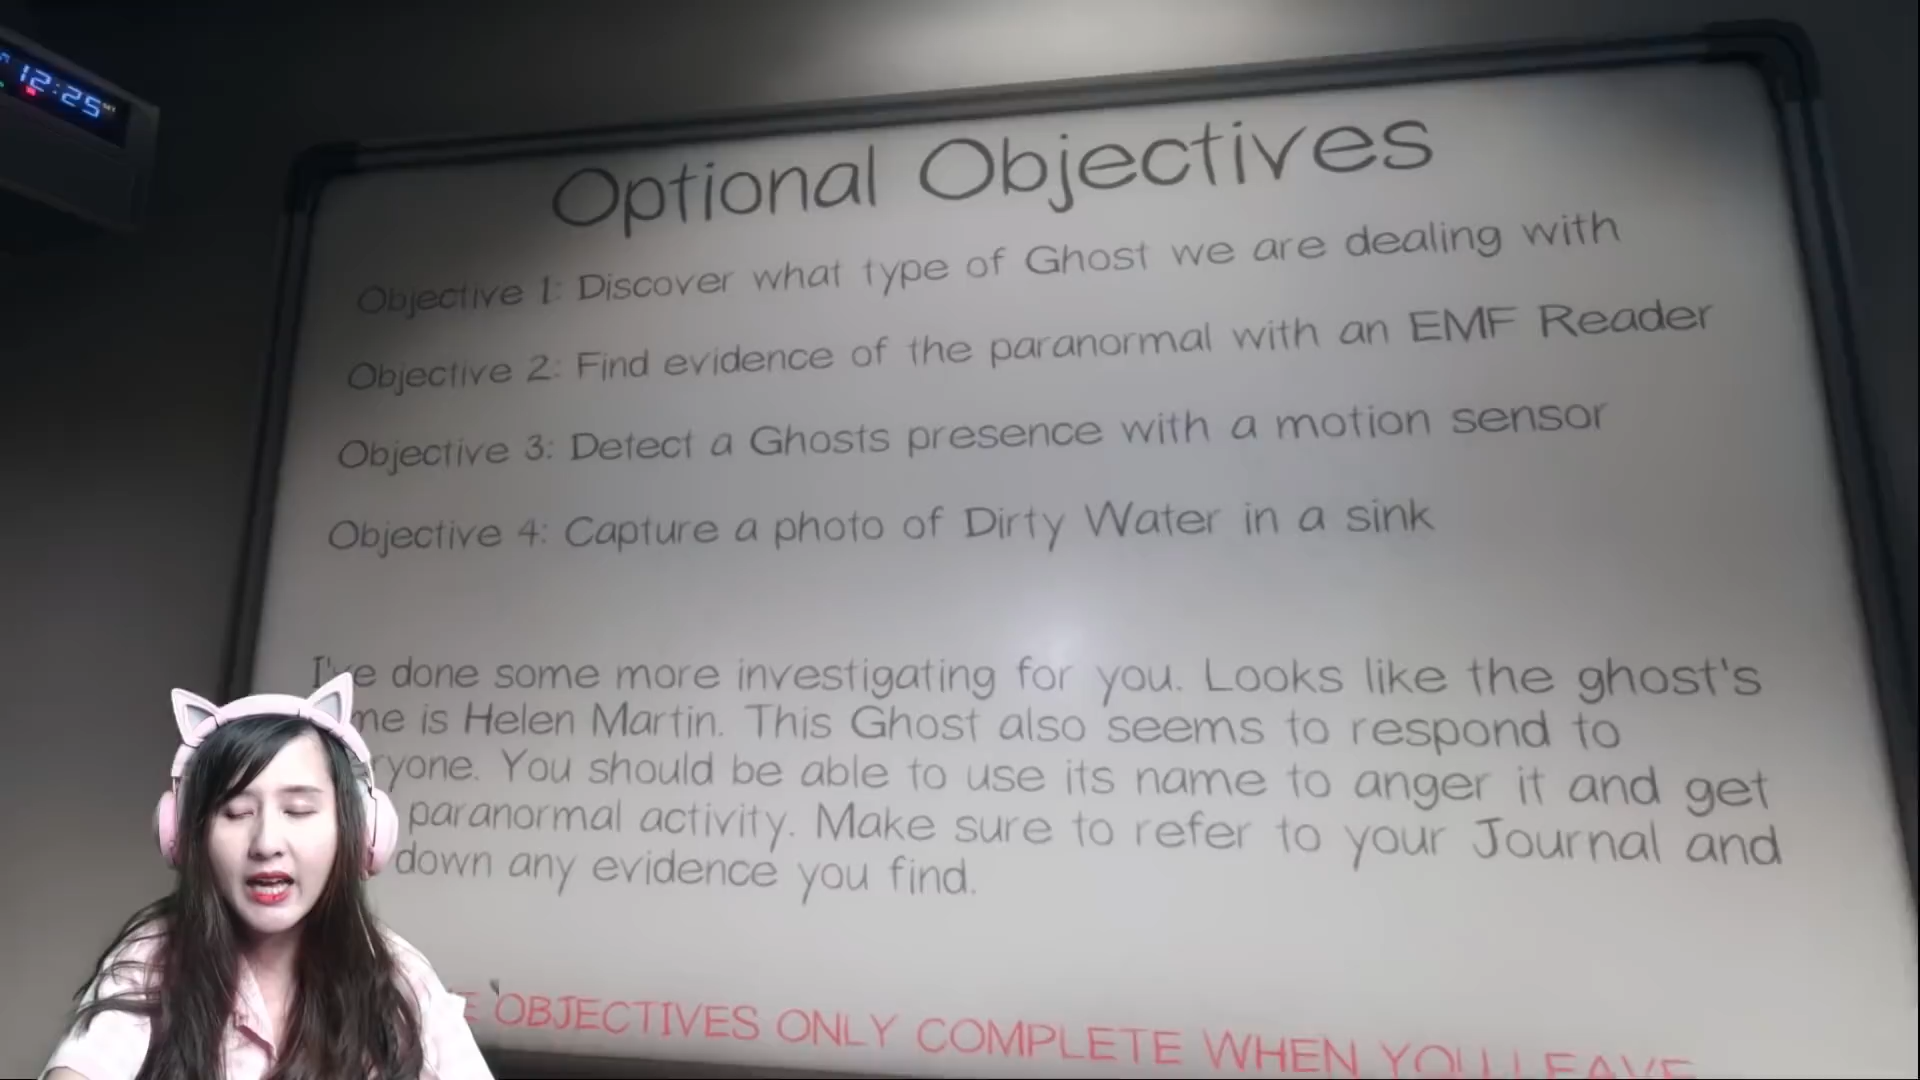 12:25
Optional Objectives
Objective 1: Discover what type of Ghost we are dealing with
Objective 2: Find evidence of the paranormal with an EMF Reader
Objective 3: Detect a Ghosts presence with a motion sensor
Objective 4: Capture a photo of Dirty Water in a sink
I've done some more investigating for you. Looks like the ghost's
is Helen Martin. This Ghost also seems to respond to
You should be able to use its name to anger it and get
paranormal activity. Make sure to refer to your Journal and
down any evidence you find.
OBJECTIVES ONLY COMPLETE WHEN YOU LEAVE